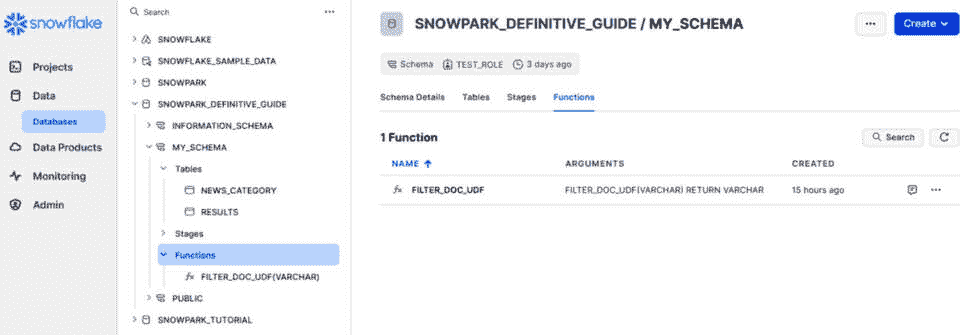 snowflake
Projects
Data
Databases
Data Products
Monitoring
Admin
Search
SNOWFLAKE
SNOWFLAKE_SAMPLE_DATA
SNOWPARK
SNOWPARK_DEFINITIVE_GUIDE
INFORMATION_SCHEMA
MY_SCHEMA
Tables
NEWS_CATEGORY
RESULTS
Stages
Functions
fx FILTER_DOC_UDF(VARCHAR)
PUBLIC
SNOWPARK_TUTORIAL
SNOWPARK_DEFINITIVE_GUIDE / MY_SCHEMA
Create
Schema TEST_ROLE 3 days ago
Schema Details Tables Stages Functions
1 Function
Search
NAME ARGUMENTS CREATED
fx FILTER_DOC_UDF FILTER_DOC_UDF(VARCHAR) RETURN VARCHAR 15 hours ago